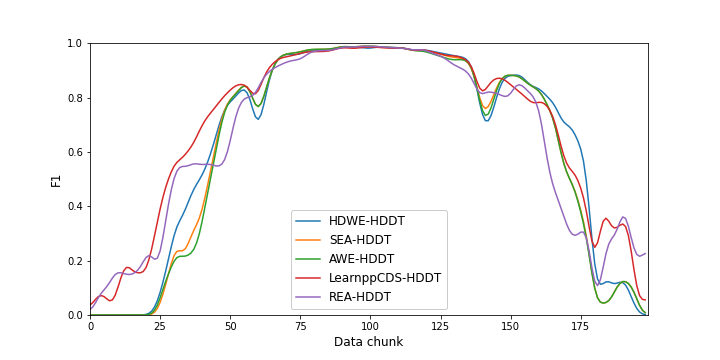 1.0
0.8
0.6
0.4
0.2
0.0
F1
HDWE-HDDT
SEA-HDDT
AWE-HDDT
LearnppCDS-HDDT
REA-HDDT
0 25 50 75 100 125 150 175
Data chunk